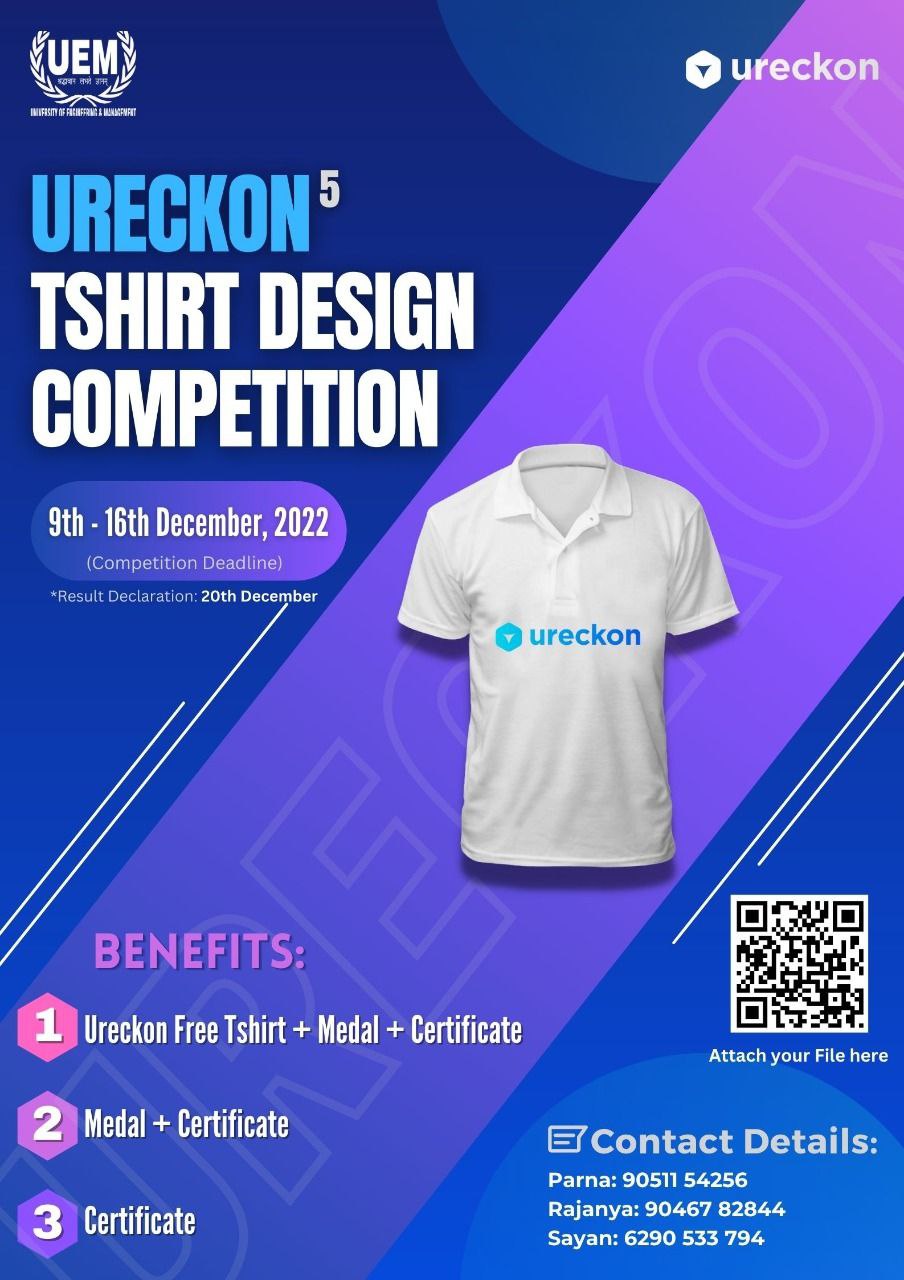 UEM
श्रद्धावान लभते ज्ञानम्
UNIVERSITY OF ENGINEERING & MANAGEMENT
ureckon
URECKON 5
TSHIRT DESIGN
COMPETITION
9th - 16th December, 2022
(Competition Deadline)
*Result Declaration: 20th December
ureckon
BENEFITS:
1 Ureckon Free Tshirt + Medal + Certificate
2 Medal + Certificate
3 Certificate
Attach your File here
Contact Details:
Parna: 90511 54256
Rajanya: 90467 82844
Sayan: 6290 533 794
URECKON